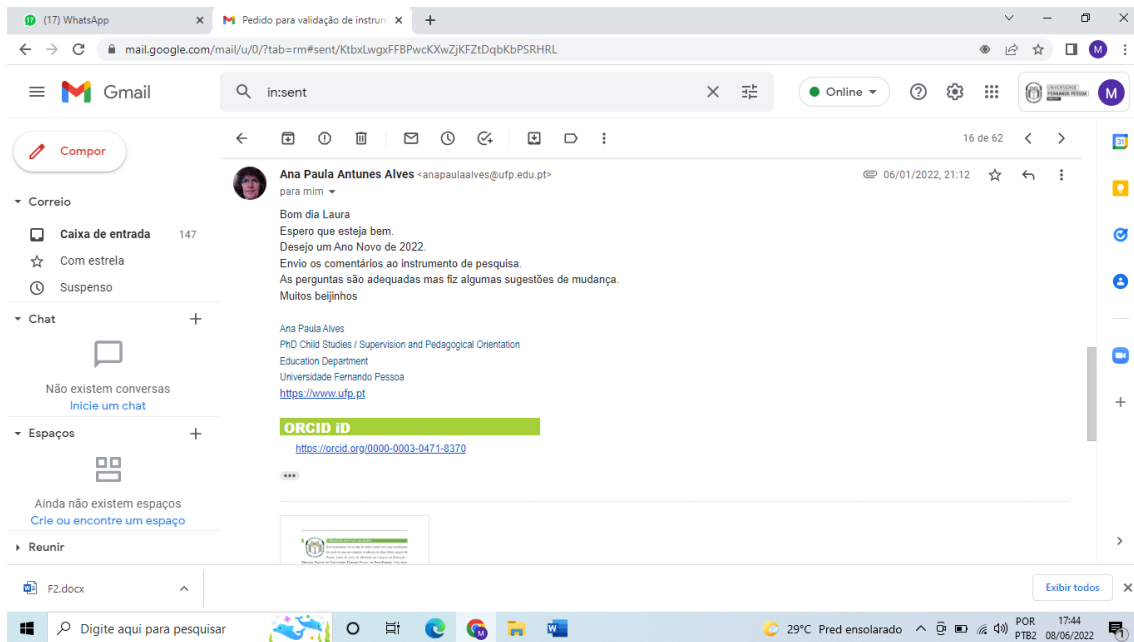 (17) WhatsApp
Pedido para validação de instrum
mail.google.com/mail/u/0/?tab=rm#sent/KtbxLwgxFFBPwcKXwZjKFZtDqbKbPSRHRL
M
Gmail
in:sent
Online
UNIVERSIDADE
FERNANDO PESSOA
M
Compor
16 de 62
31
Correio
Caixa de entrada 147
Com estrela
Suspenso
Chat
Não existem conversas
Inicie um chat
Espaços
Ainda não existem espaços
Crie ou encontre um espaço
Reunir
Ana Paula Antunes Alves <anapaulaalves@ufp.edu.pt>
06/01/2022, 21:12
para mim
Bom dia Laura
Espero que esteja bem.
Desejo um Ano Novo de 2022.
Envio os comentários ao instrumento de pesquisa.
As perguntas são adequadas mas fiz algumas sugestões de mudança.
Muitos beijinhos
Ana Paula Alves
PhD Child Studies / Supervision and Pedagogical Orientation
Education Department
Universidade Fernando Pessoa
https://www.ufp.pt
ORCID iD
https://orcid.org/0000-0003-0471-8370
F2.docx
Exibir todos
Digite aqui para pesquisar
29°C Pred ensolarado
POR
PTB2
17:44
08/06/2022